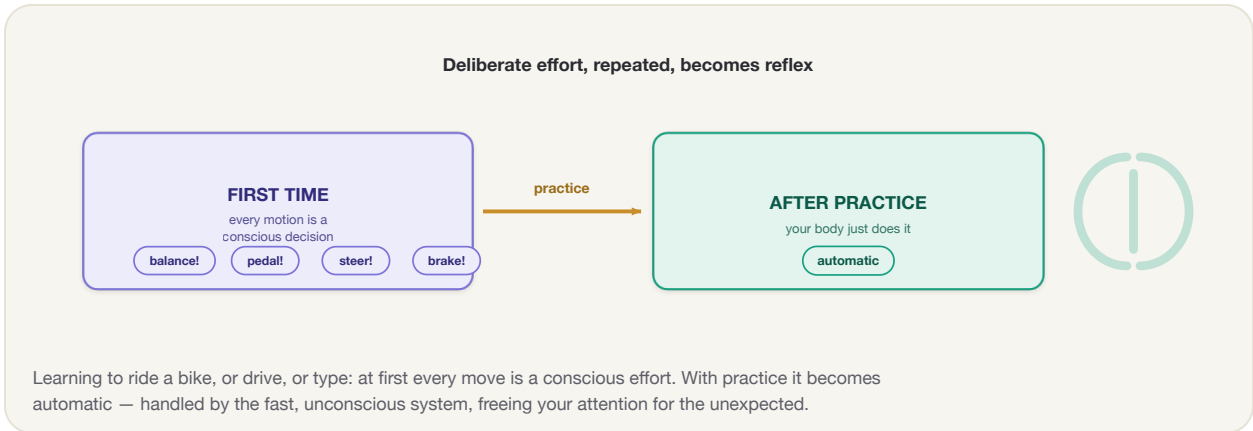 Deliberate effort, repeated, becomes reflex
FIRST TIME
every motion is a
conscious decision
balance! pedal! steer! brake!
practice
AFTER PRACTICE
your body just does it
automatic
Learning to ride a bike, or drive, or type: at first every move is a conscious effort. With practice it becomes
automatic — handled by the fast, unconscious system, freeing your attention for the unexpected.